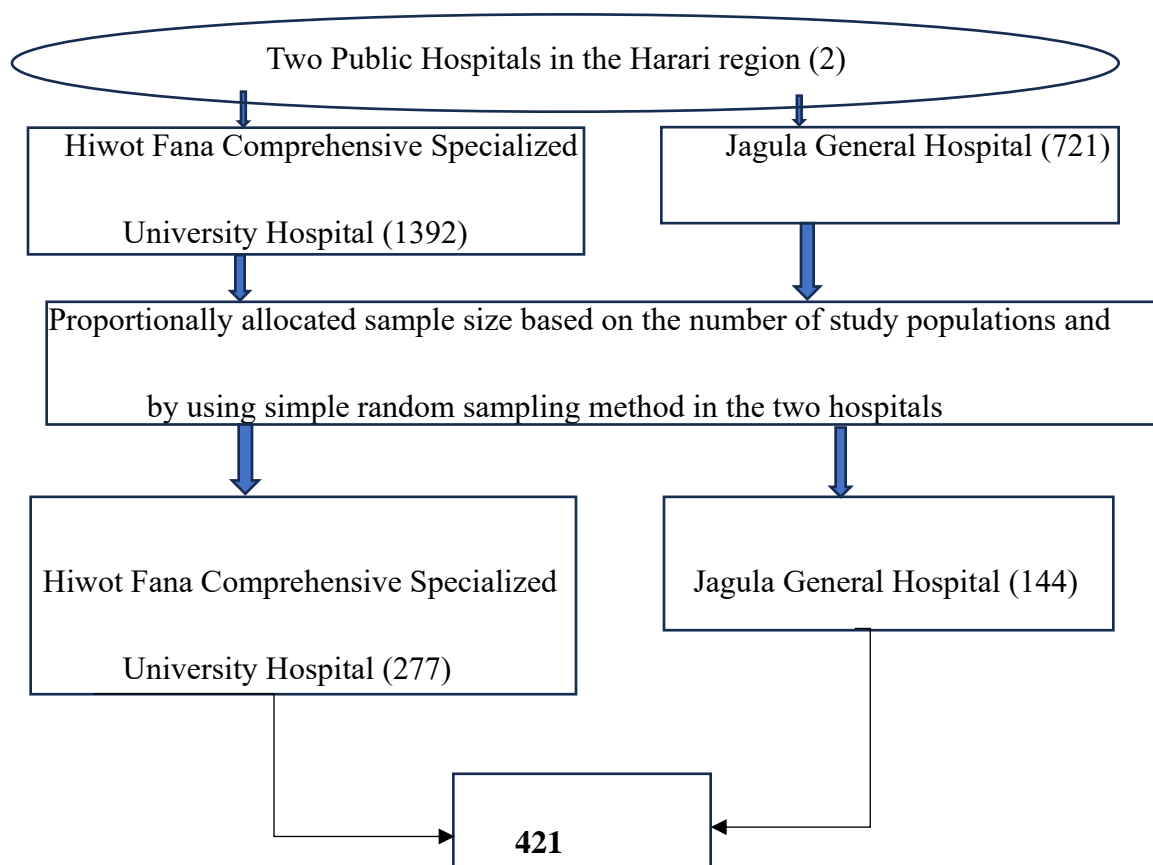 Two Public Hospitals in the Harari region (2)
Hiwot Fana Comprehensive Specialized
University Hospital (1392)
Jagula General Hospital (721)
Proportionally allocated sample size based on the number of study populations and
by using simple random sampling method in the two hospitals
Hiwot Fana Comprehensive Specialized
University Hospital (277)
Jagula General Hospital (144)
421